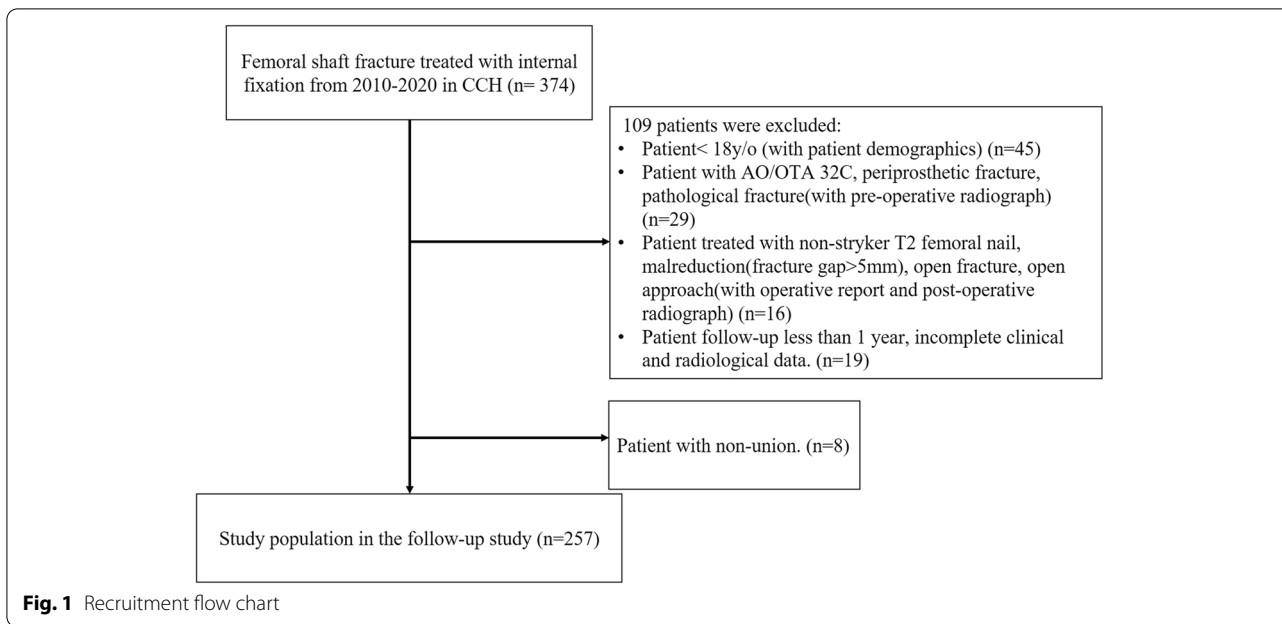 Femoral shaft fracture treated with internal
fixation from 2010-2020 in CCH (n= 374)
109 patients were excluded:
• Patient< 18y/o (with patient demographics) (n=45)
• Patient with AO/OTA 32C, periprosthetic fracture,
pathological fracture(with pre-operative radiograph)
(n=29)
• Patient treated with non-stryker T2 femoral nail,
malreduction(fracture gap>5mm), open fracture, open
approach(with operative report and post-operative
radiograph) (n=16)
• Patient follow-up less than 1 year, incomplete clinical
and radiological data. (n=19)
Patient with non-union. (n=8)
Study population in the follow-up study (n=257)
Fig. 1 Recruitment flow chart